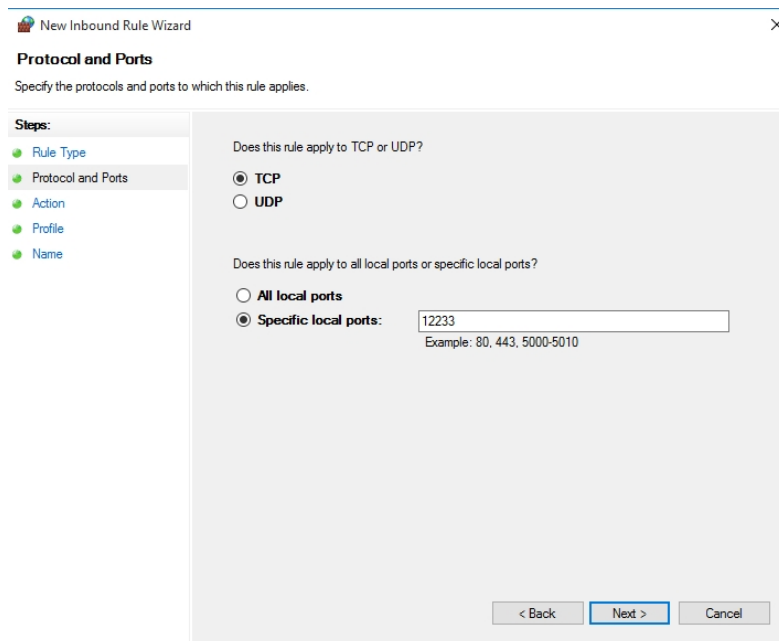 New Inbound Rule Wizard
Protocol and Ports
Specify the protocols and ports to which this rule applies.
Steps:
Rule Type
Protocol and Ports
Action
Profile
Name
Does this rule apply to TCP or UDP?
TCP
UDP
Does this rule apply to all local ports or specific local ports?
All local ports
Specific local ports: 12233
Example: 80, 443, 5000-5010
< Back Next > Cancel